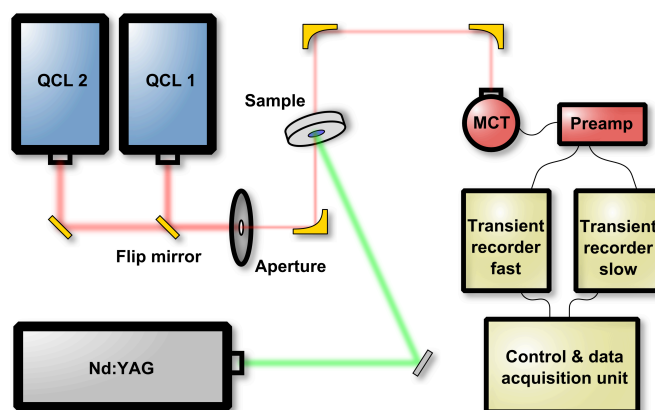 QCL 2
QCL 1
Sample
MCT
Preamp
Flip mirror
Aperture
Transient
recorder
fast
Transient
recorder
slow
Nd:YAG
Control & data
acquisition unit